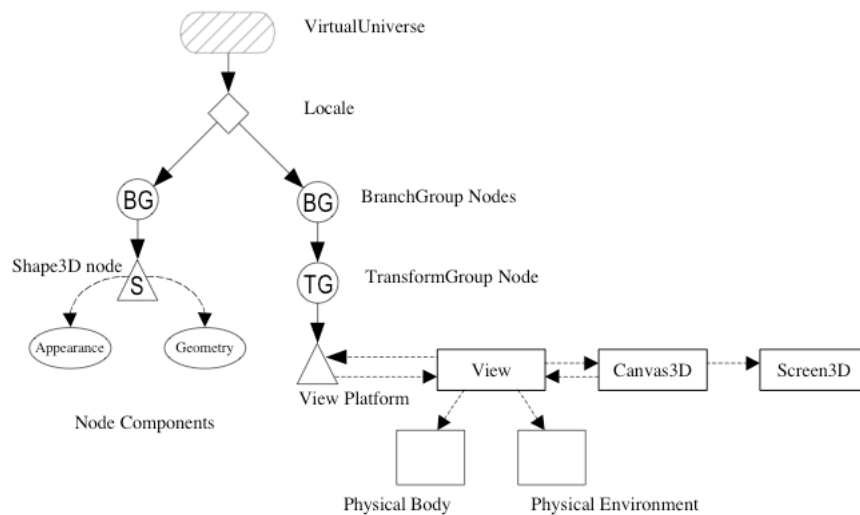 VirtualUniverse
Locale
BG
BG
BranchGroup Nodes
Shape3D node
S
TG
TransformGroup Node
Appearance
Geometry
View
Canvas3D
Screen3D
View Platform
Node Components
Physical Body
Physical Environment